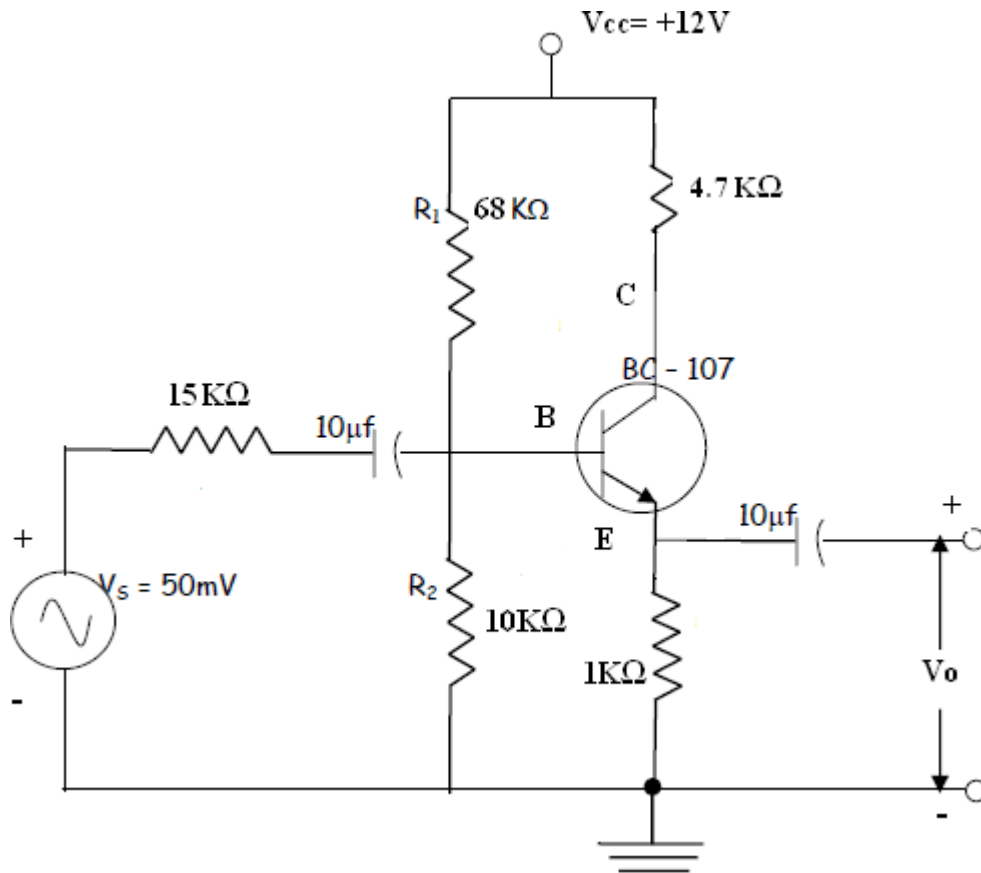 Vcc= +12V
4.7 KΩ
R1 68 KΩ
C
BC - 107
15KΩ
10μf
B
+
E
10μf
+
Vs = 50mV
R2
10KΩ
1KΩ
Vo
-
-